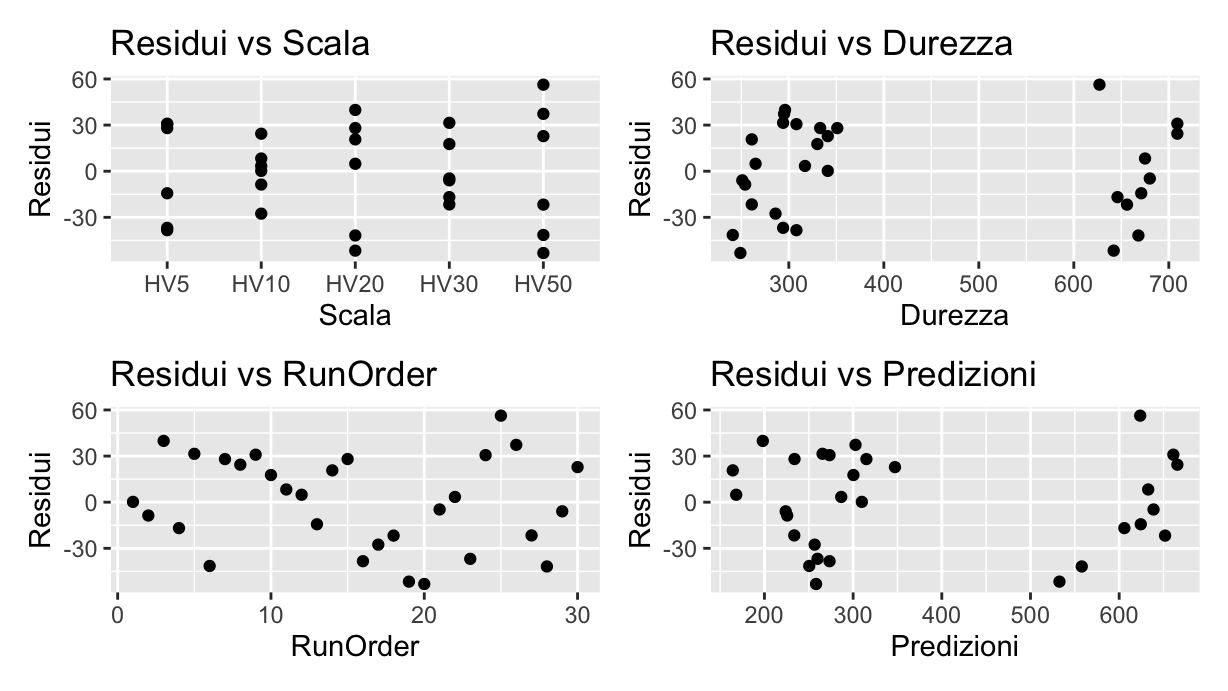 Residui vs Scala
60
30
0
-30
Residui
HV5 HV10 HV20 HV30 HV50
Scala
Residui vs Durezza
60
30
0
-30
Residui
300 400 500 600 700
Durezza
Residui vs RunOrder
60
30
0
-30
Residui
0 10 20 30
RunOrder
Residui vs Predizioni
60
30
0
-30
Residui
200 300 400 500 600
Predizioni